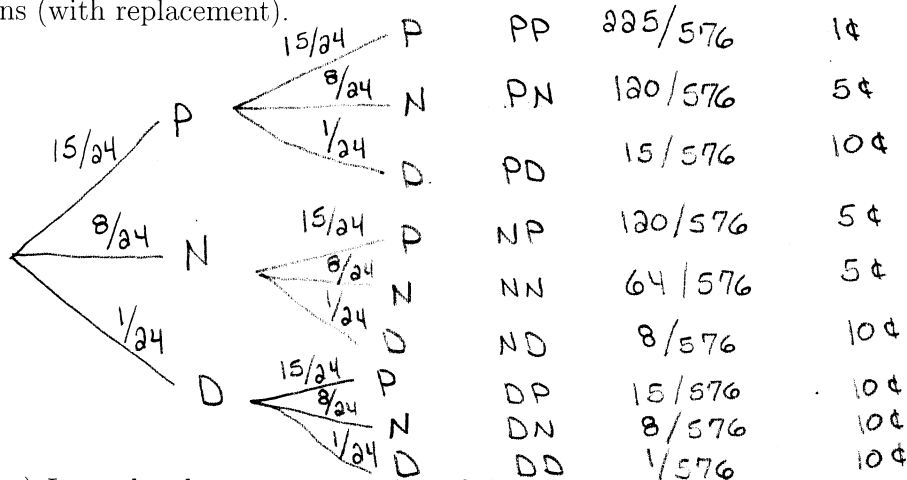 ns (with replacement).
15/24 P PP 225/576 1¢
8/24 N PN 120/576 5¢
15/24 P
1/24 D PD 15/576 10¢
15/24 P NP 120/576 5¢
8/24 N
8/24 N NN 64/576 5¢
1/24 D ND 8/576 10¢
1/24 D
15/24 P DP 15/576 10¢
8/24 N DN 8/576 10¢
1/24 D DD 1/576 10¢